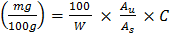 (mg/100g) = 100/W × A_u/A_s × C